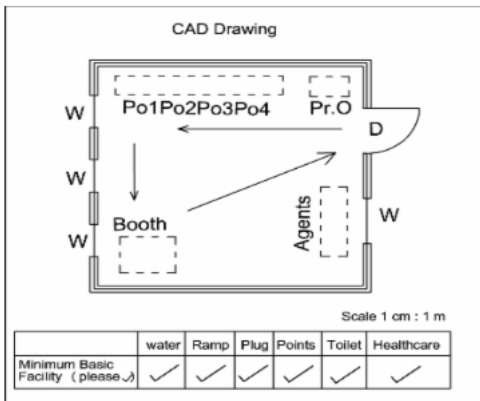 CAD Drawing
Po1Po2Po3Po4 Pr.O
W
D
W
W
Booth
Agents
W
Scale 1 cm : 1 m
water Ramp Plug Points Toilet Healthcare
Minimum Basic
Facility ( please ✓)
✓ ✓ ✓ ✓ ✓ ✓